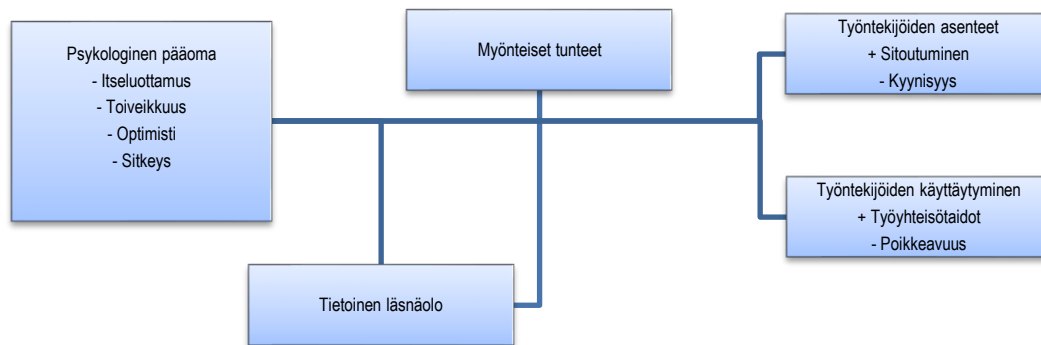 Psykologinen pääoma
- Itseluottamus
- Toiveikkuus
- Optimisti
- Sitkeys
Myönteiset tunteet
Työntekijöiden asenteet
+ Sitoutuminen
- Kyynisyys
Työntekijöiden käyttäytyminen
+ Työyhteisötaidot
- Poikkeavuus
Tietoinen läsnäolo